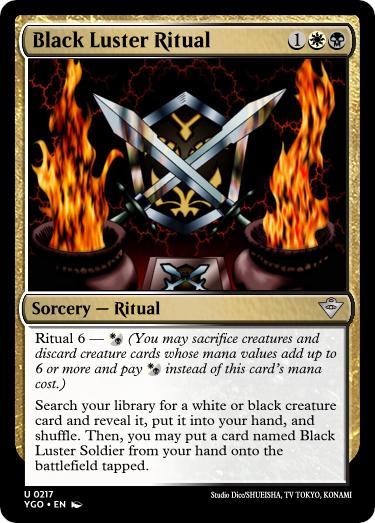 Black Luster Ritual 1
Sorcery — Ritual
Ritual 6 — (You may sacrifice creatures and
discard creature cards whose mana values add up to
6 or more and pay instead of this card's mana
cost.)
Search your library for a white or black creature
card and reveal it, put it into your hand, and
shuffle. Then, you may put a card named Black
Luster Soldier from your hand onto the
battlefield tapped.
U 0217
YGO • EN
Studio Dice/SHUEISHA, TV TOKYO, KONAMI